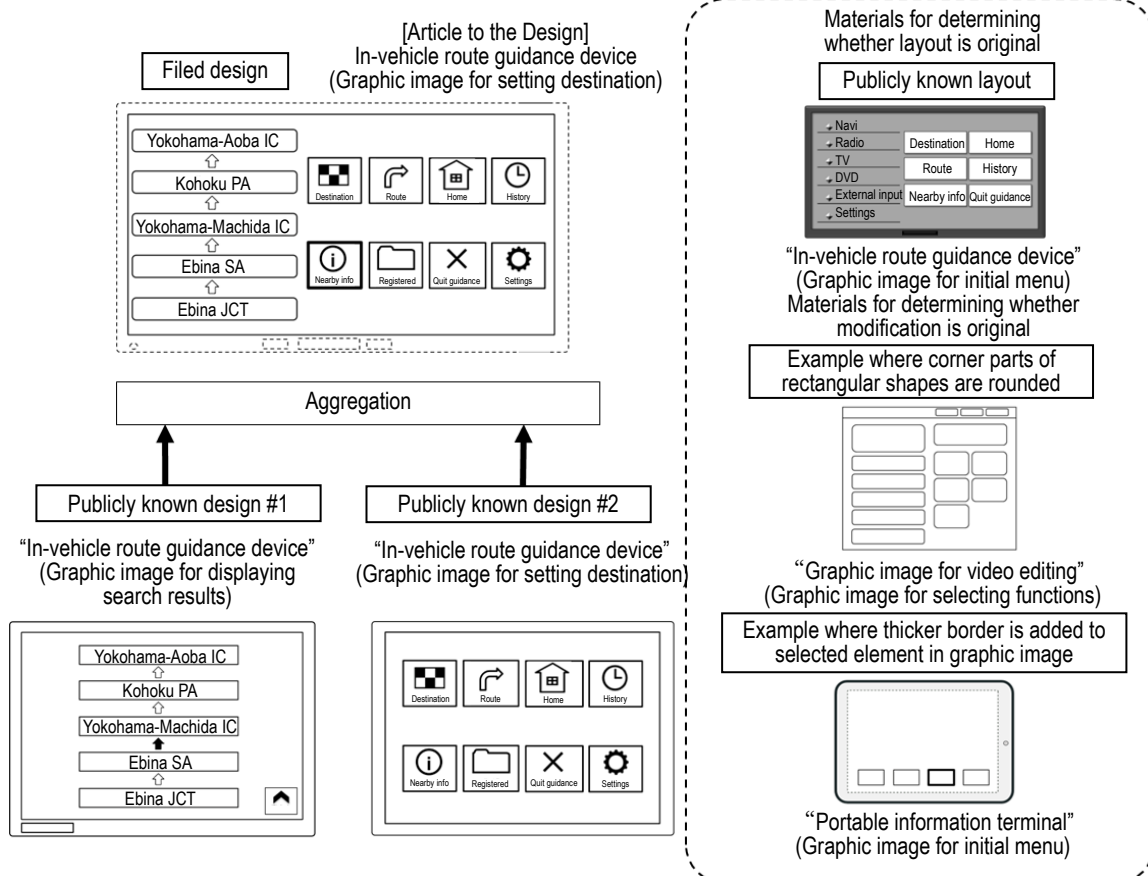 [Article to the Design]
In-vehicle route guidance device
(Graphic image for setting destination)
Filed design
Yokohama-Aoba IC
Kohoku PA
Yokohama-Machida IC
Ebina SA
Ebina JCT
Destination
Route
Home
History
Nearby info
Registered
Quit guidance
Settings
Aggregation
Publicly known design #1
“In-vehicle route guidance device”
(Graphic image for displaying
search results)
Yokohama-Aoba IC
Kohoku PA
Yokohama-Machida IC
Ebina SA
Ebina JCT
Publicly known design #2
“In-vehicle route guidance device”
(Graphic image for setting destination)
Destination
Route
Home
History
Nearby info
Registered
Quit guidance
Settings
Materials for determining
whether layout is original
Publicly known layout
Navi
Radio
TV
DVD
External input
Settings
Destination
Home
Route
History
Nearby info
Quit guidance
“In-vehicle route guidance device”
(Graphic image for initial menu)
Materials for determining whether
modification is original
Example where corner parts of
rectangular shapes are rounded
“Graphic image for video editing”
(Graphic image for selecting functions)
Example where thicker border is added to
selected element in graphic image
“Portable information terminal”
(Graphic image for initial menu)